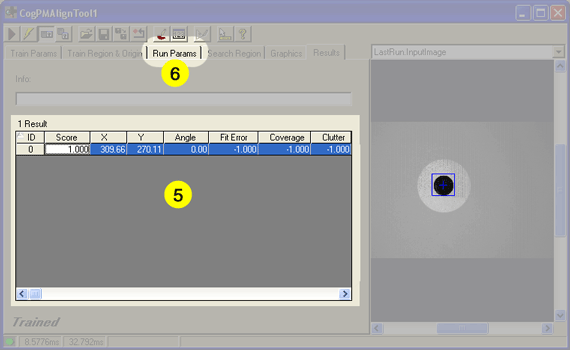 CogPMAlignTool1
Train Params Train Region & Origin Run Params Search Region Graphics Results
LastRun.InputImage
6
Info:
1 Result
ID Score X Y Angle Fit Error Coverage Clutter
0 1.000 309.66 270.11 0.00 -1.000 -1.000 -1.000
5
Trained
8.5776ms 32.792ms